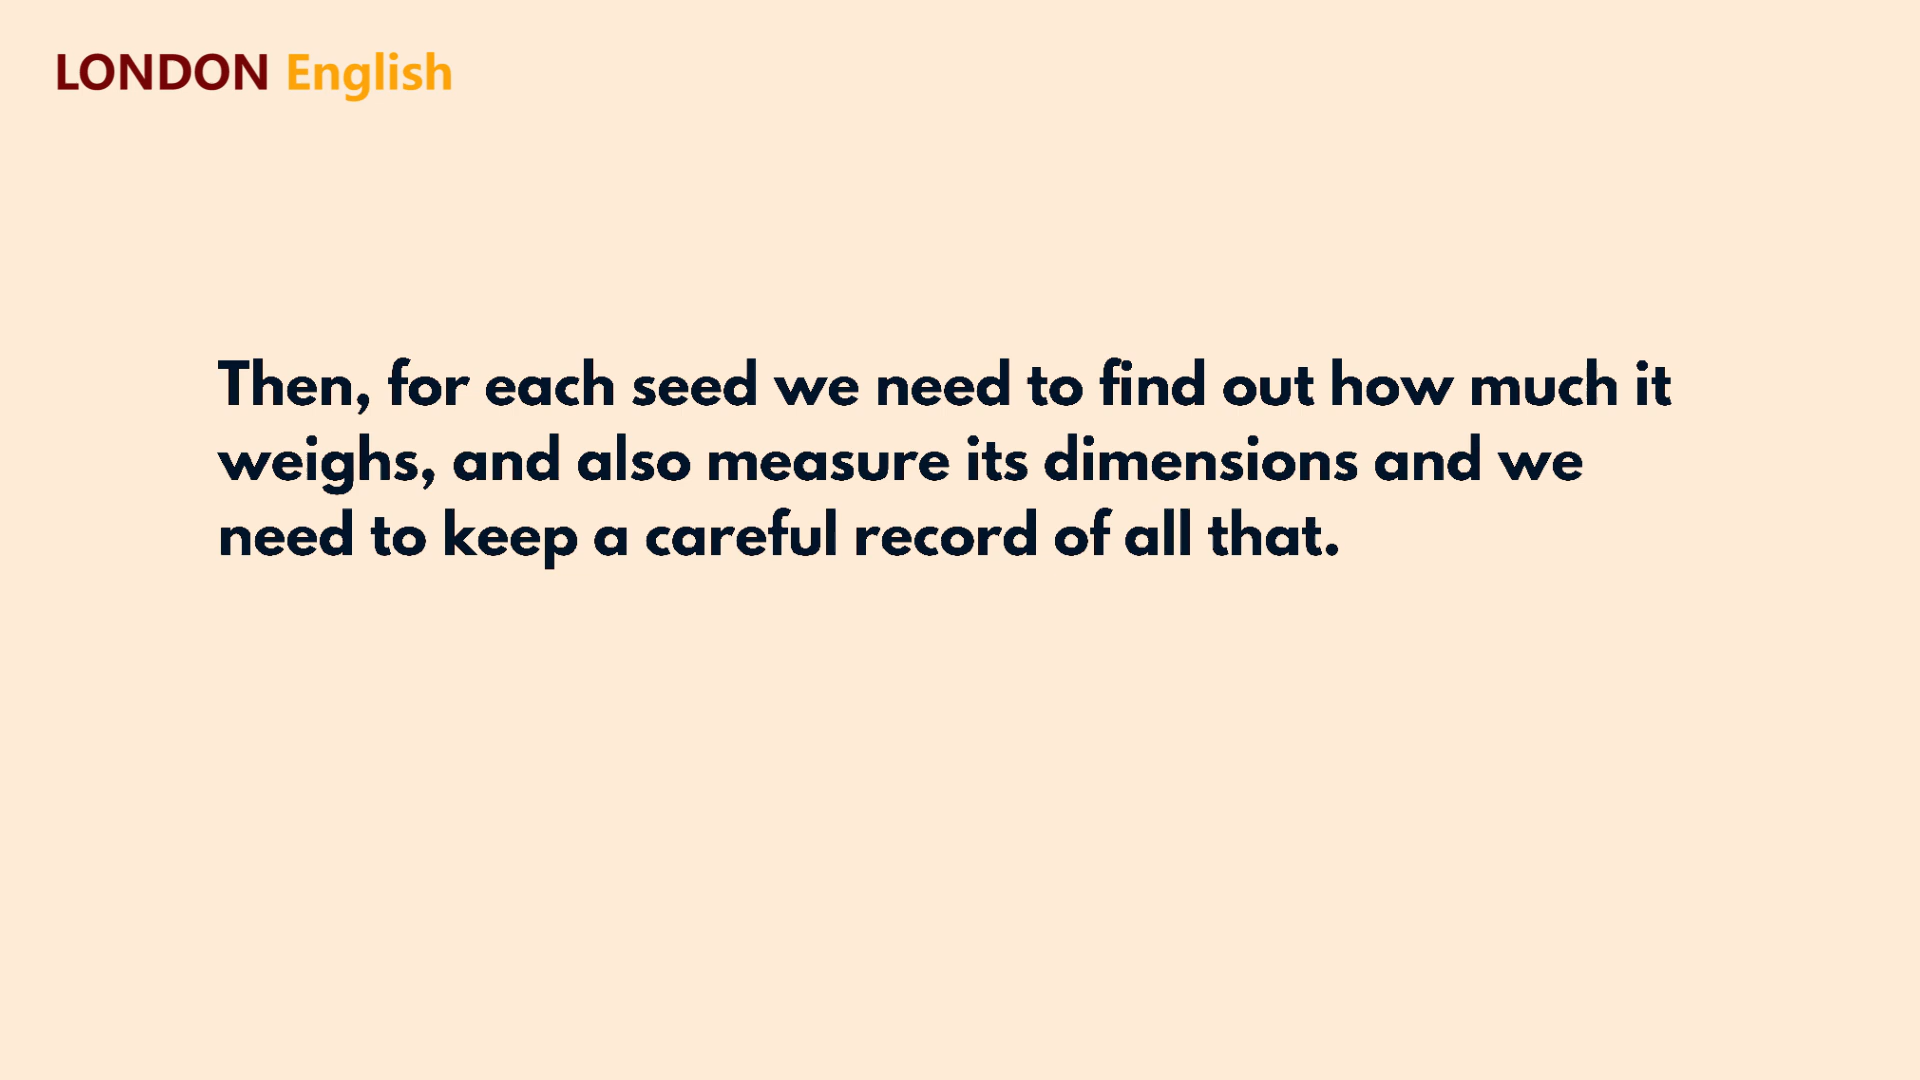 LONDON English
Then, for each seed we need to find out how much it
weighs, and also measure its dimensions and we
need to keep a careful record of all that.